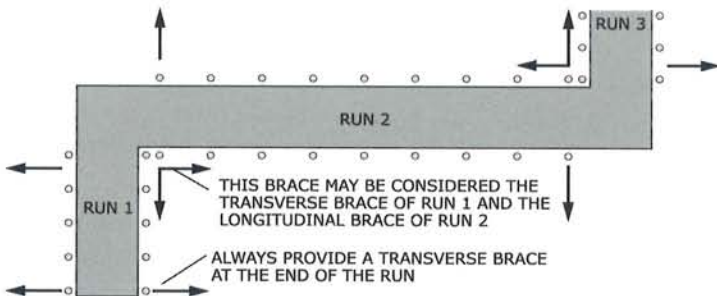 RUN 3
RUN 2
RUN 1
THIS BRACE MAY BE CONSIDERED THE
TRANSVERSE BRACE OF RUN 1 AND THE
LONGITUDINAL BRACE OF RUN 2
ALWAYS PROVIDE A TRANSVERSE BRACE
AT THE END OF THE RUN